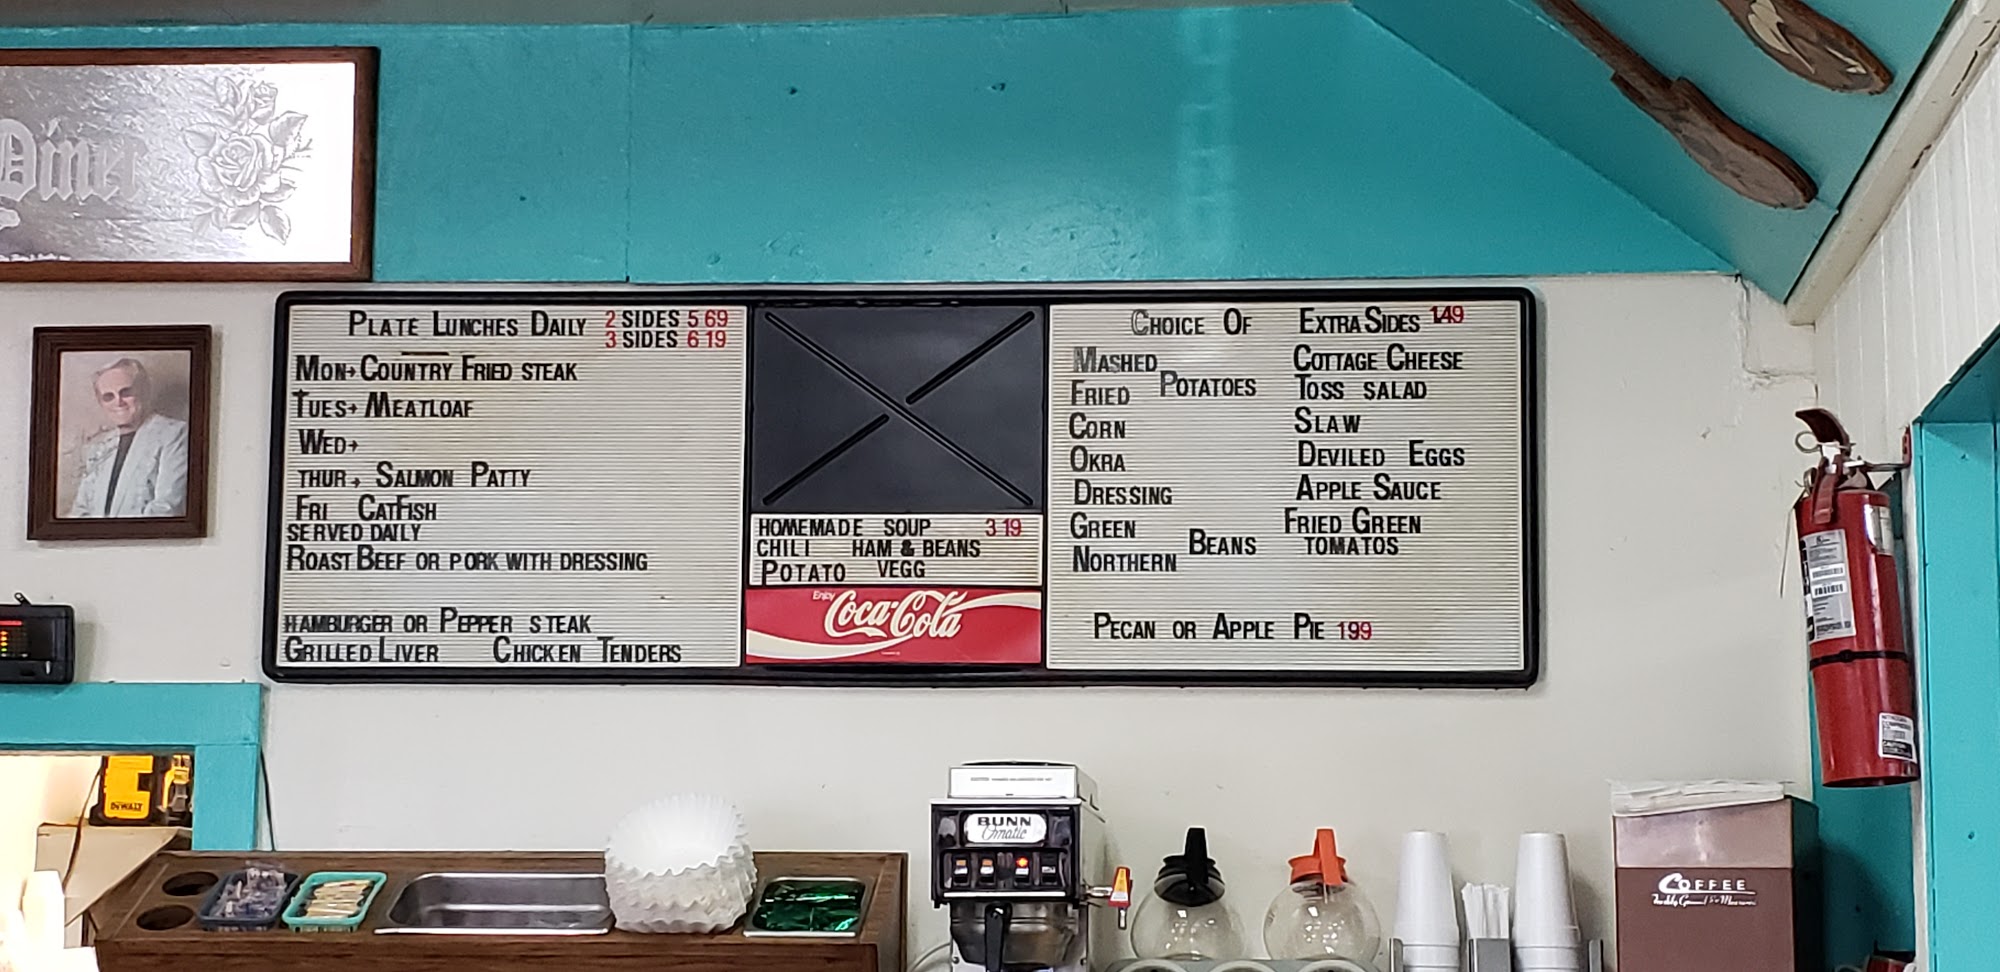 Diner
PLATE LUNCHES DAILY 2 SIDES 5 69
3 SIDES 6 19
MON→ COUNTRY FRIED STEAK
TUES→ MEATLOAF
WED→
THUR→ SALMON PATTY
FRI CATFISH
SERVED DAILY
ROAST BEEF OR PORK WITH DRESSING
HAMBURGER OR PEPPER STEAK
GRILLED LIVER CHICKEN TENDERS
HOMEMADE SOUP 3 19
CHILI HAM & BEANS
POTATO VEGG
Enjoy
Coca-Cola
CHOICE OF
MASHED
FRIED POTATOES
CORN
OKRA
DRESSING
GREEN
NORTHERN BEANS
EXTRA SIDES 1.49
COTTAGE CHEESE
TOSS SALAD
SLAW
DEVILED EGGS
APPLE SAUCE
FRIED GREEN
TOMATOS
PECAN OR APPLE PIE 199
DEWALT
BUNN
Omatic
COFFEE